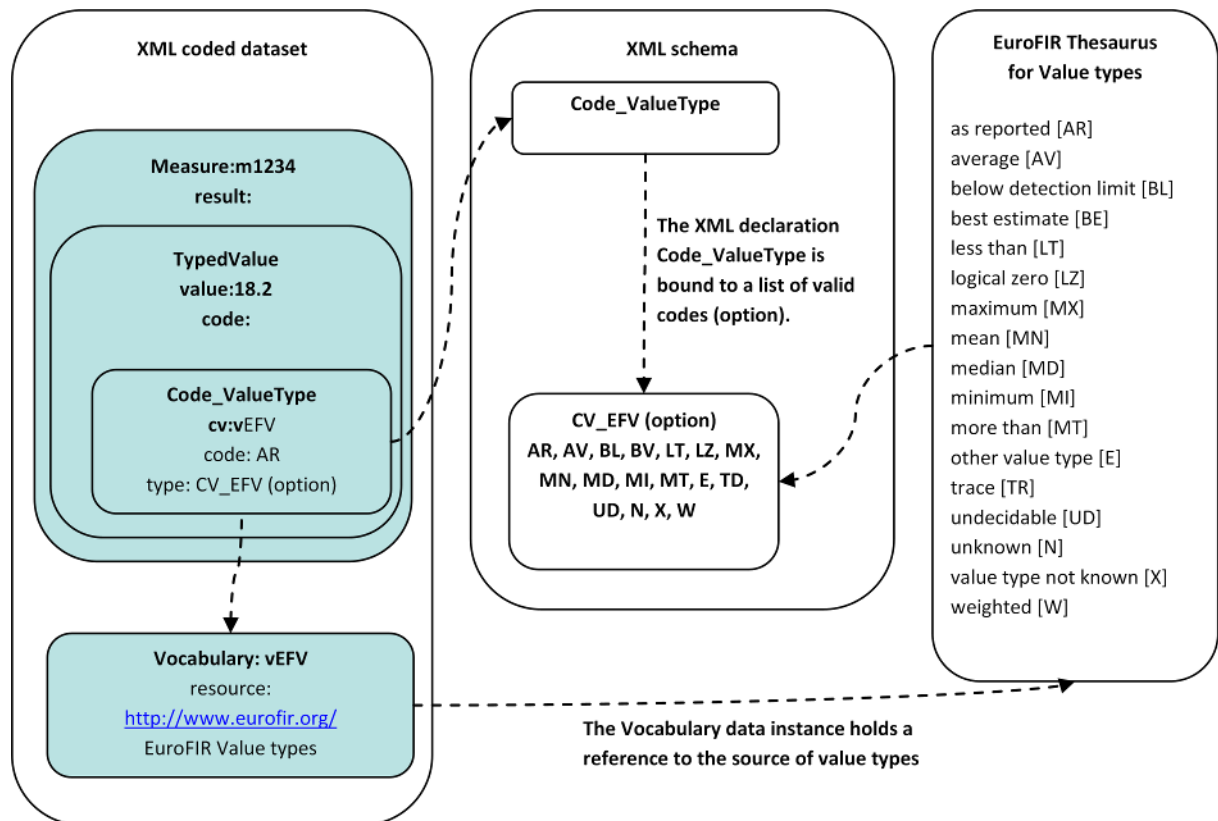 XML coded dataset
Measure:m1234
result:
TypedValue
value:18.2
code:
Code_ValueType
cv:vEFV
code: AR
type: CV_EFV (option)
Vocabulary: vEFV
resource:
http://www.eurofir.org/
EuroFIR Value types
XML schema
Code_ValueType
The XML declaration
Code_ValueType is
bound to a list of valid
codes (option).
CV_EFV (option)
AR, AV, BL, BV, LT, LZ, MX,
MN, MD, MI, MT, E, TD,
UD, N, X, W
EuroFIR Thesaurus
for Value types
as reported [AR]
average [AV]
below detection limit [BL]
best estimate [BE]
less than [LT]
logical zero [LZ]
maximum [MX]
mean [MN]
median [MD]
minimum [MI]
more than [MT]
other value type [E]
trace [TR]
undecidable [UD]
unknown [N]
value type not known [X]
weighted [W]
The Vocabulary data instance holds a
reference to the source of value types